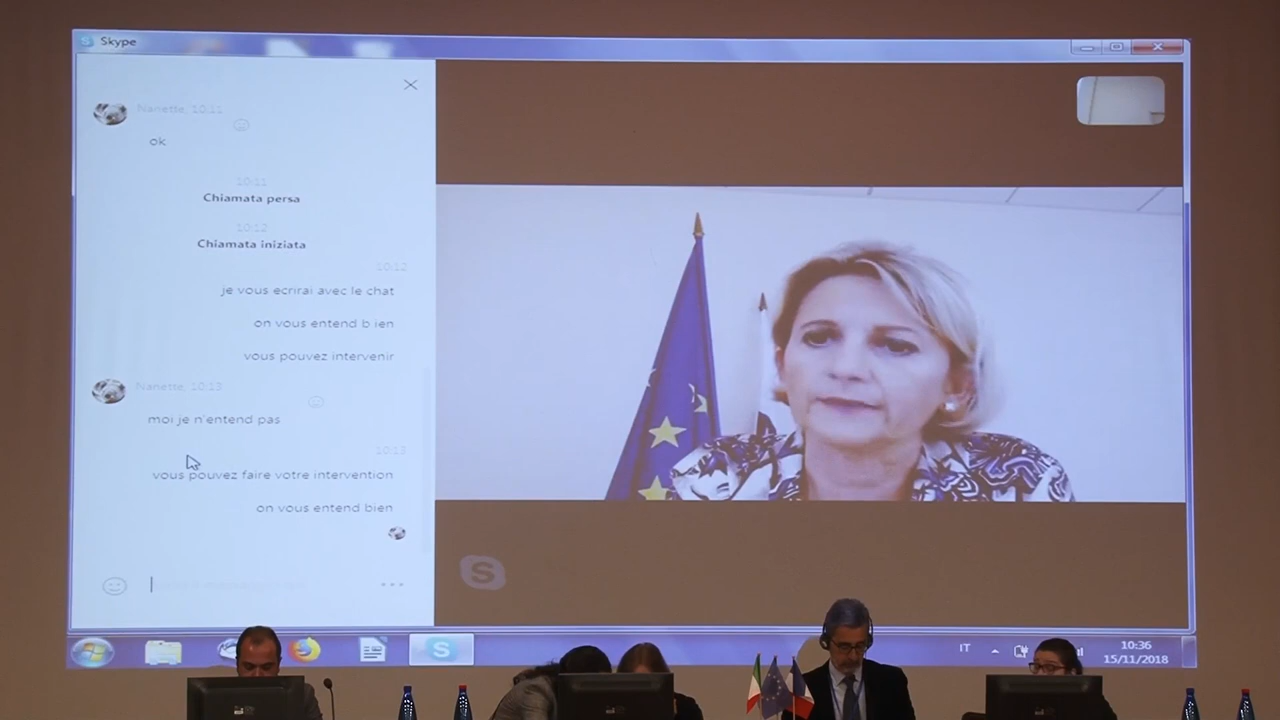 Skype
Nanette, 10:11
ok
10:11
Chiamata persa
10:12
Chiamata iniziata
10:12
je vous ecrirai avec le chat
on vous entend b ien
vous pouvez intervenir
Nanette, 10:13
moi je n'entend pas
10:13
vous pouvez faire votre intervention
on vous entend bien
S
S
IT
10:36
15/11/2018